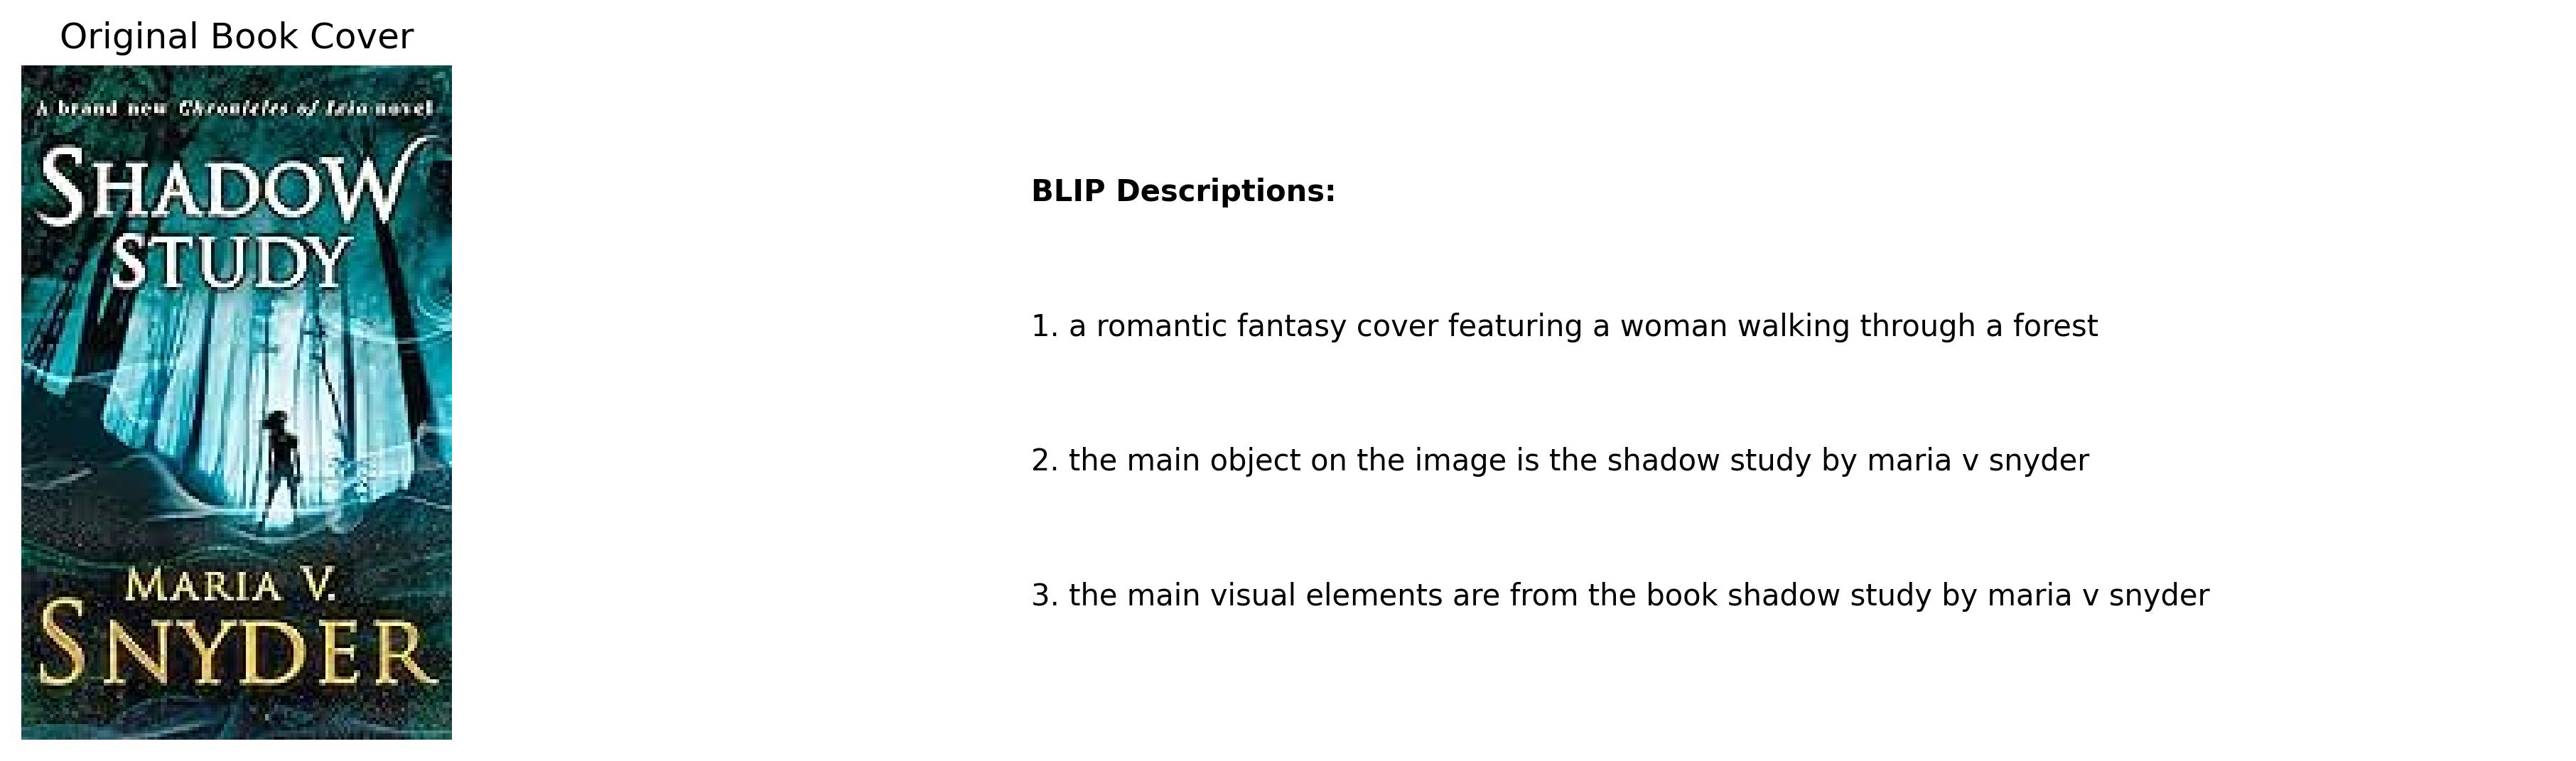 Original Book Cover
A brand new Chronicles of Ixia novel
SHADOW
STUDY
MARIA V.
SNYDER
BLIP Descriptions:
1. a romantic fantasy cover featuring a woman walking through a forest
2. the main object on the image is the shadow study by maria v snyder
3. the main visual elements are from the book shadow study by maria v snyder